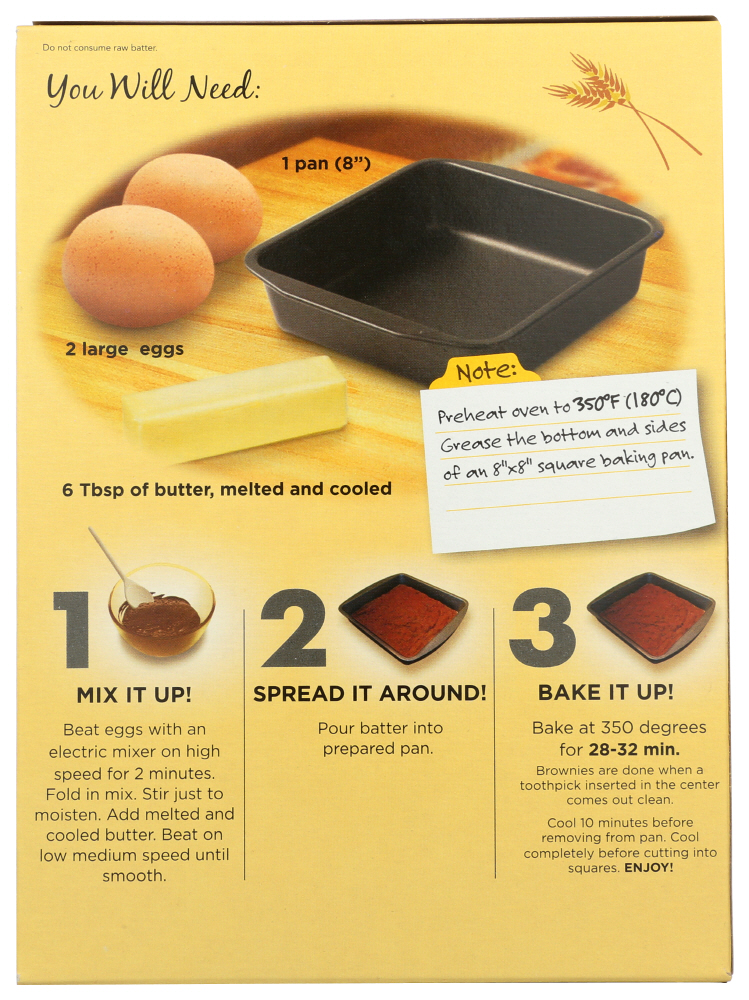 Do not consume raw batter.
You Will Need:
1 pan (8”)
2 large eggs
6 Tbsp of butter, melted and cooled
Note:
Preheat oven to 350°F (180°C)
Grease the bottom and sides
of an 8"x8" square baking pan.
1
MIX IT UP!
Beat eggs with an
electric mixer on high
speed for 2 minutes.
Fold in mix. Stir just to
moisten. Add melted and
cooled butter. Beat on
low medium speed until
smooth.
2
SPREAD IT AROUND!
Pour batter into
prepared pan.
3
BAKE IT UP!
Bake at 350 degrees
for 28-32 min.
Brownies are done when a
toothpick inserted in the center
comes out clean.
Cool 10 minutes before
removing from pan. Cool
completely before cutting into
squares. ENJOY!